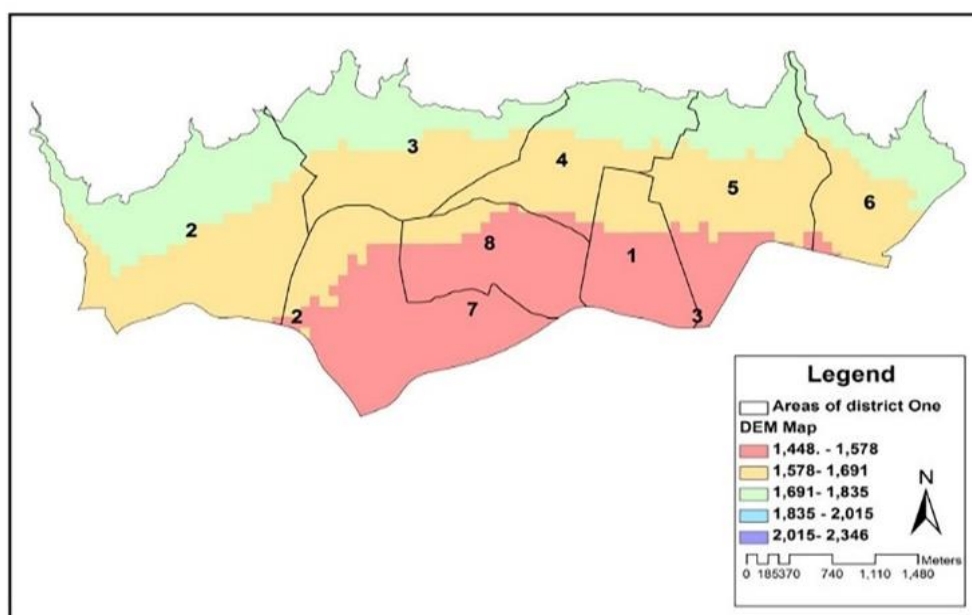 3
4
5
6
2
8
1
2
7
3
Legend
Areas of district One
DEM Map
1,448. - 1,578
1,578- 1,691
1,691- 1,835
1,835 - 2,015
2,015- 2,346
N
Meters
0 185370 740 1,110 1,480